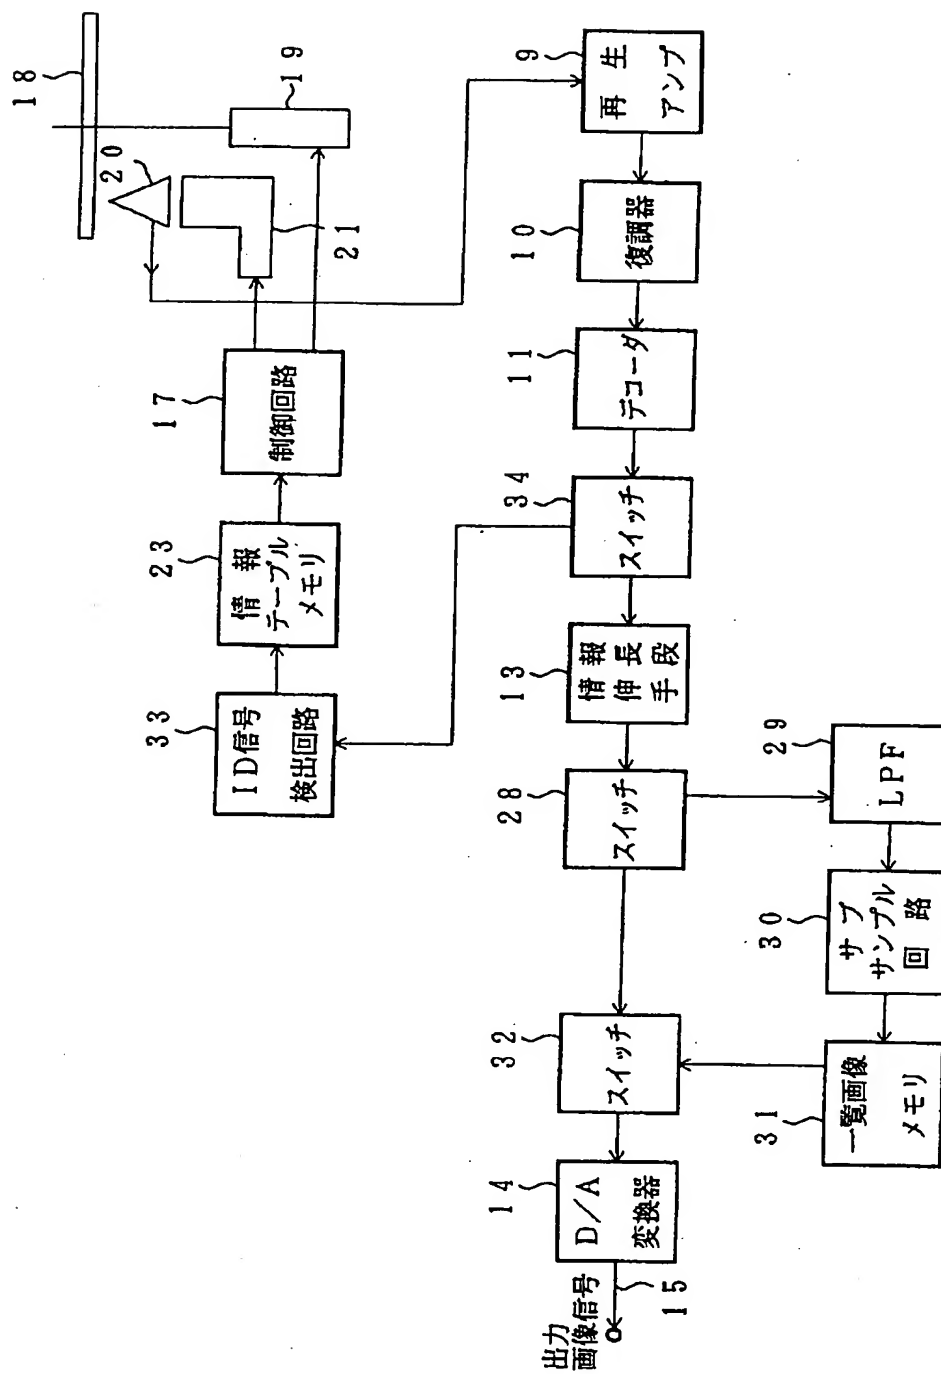 18
20
19
21
17
制御回路
23
情報
テーブル
メモリ
33
ID信号
検出回路
9
再生
アンプ
10
復調器
11
デコーダ
34
スイッチ
13
情報
伸長
手段
28
スイッチ
29
LPF
30
サブ
サンプル
回路
31
一覧画像
メモリ
32
スイッチ
14
D/A
変換器
15
出力
画像信号